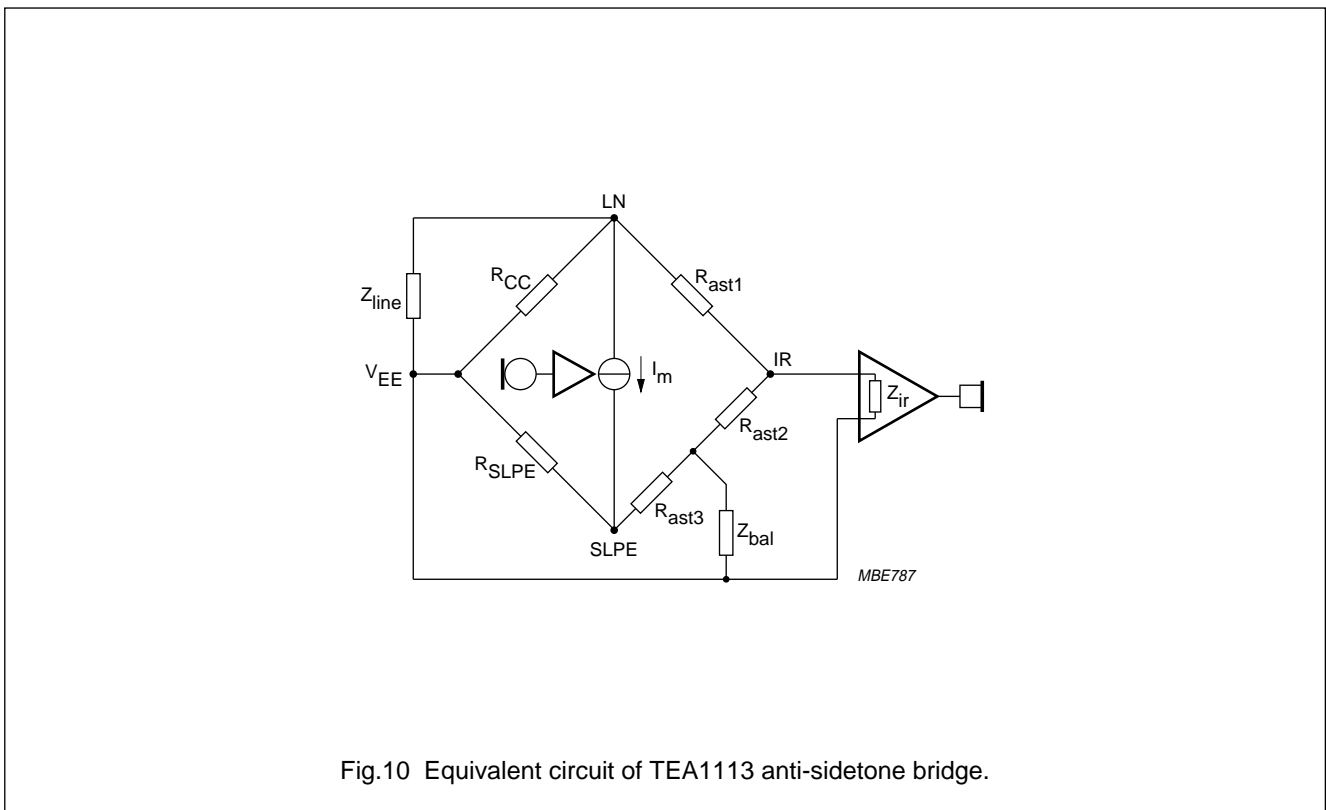 LN
R_CC
R_ast1
Z_line
V_EE
I_m
IR
Z_ir
R_ast2
R_SLPE
R_ast3
Z_bal
SLPE
MBE787
Fig.10 Equivalent circuit of TEA1113 anti-sidetone bridge.